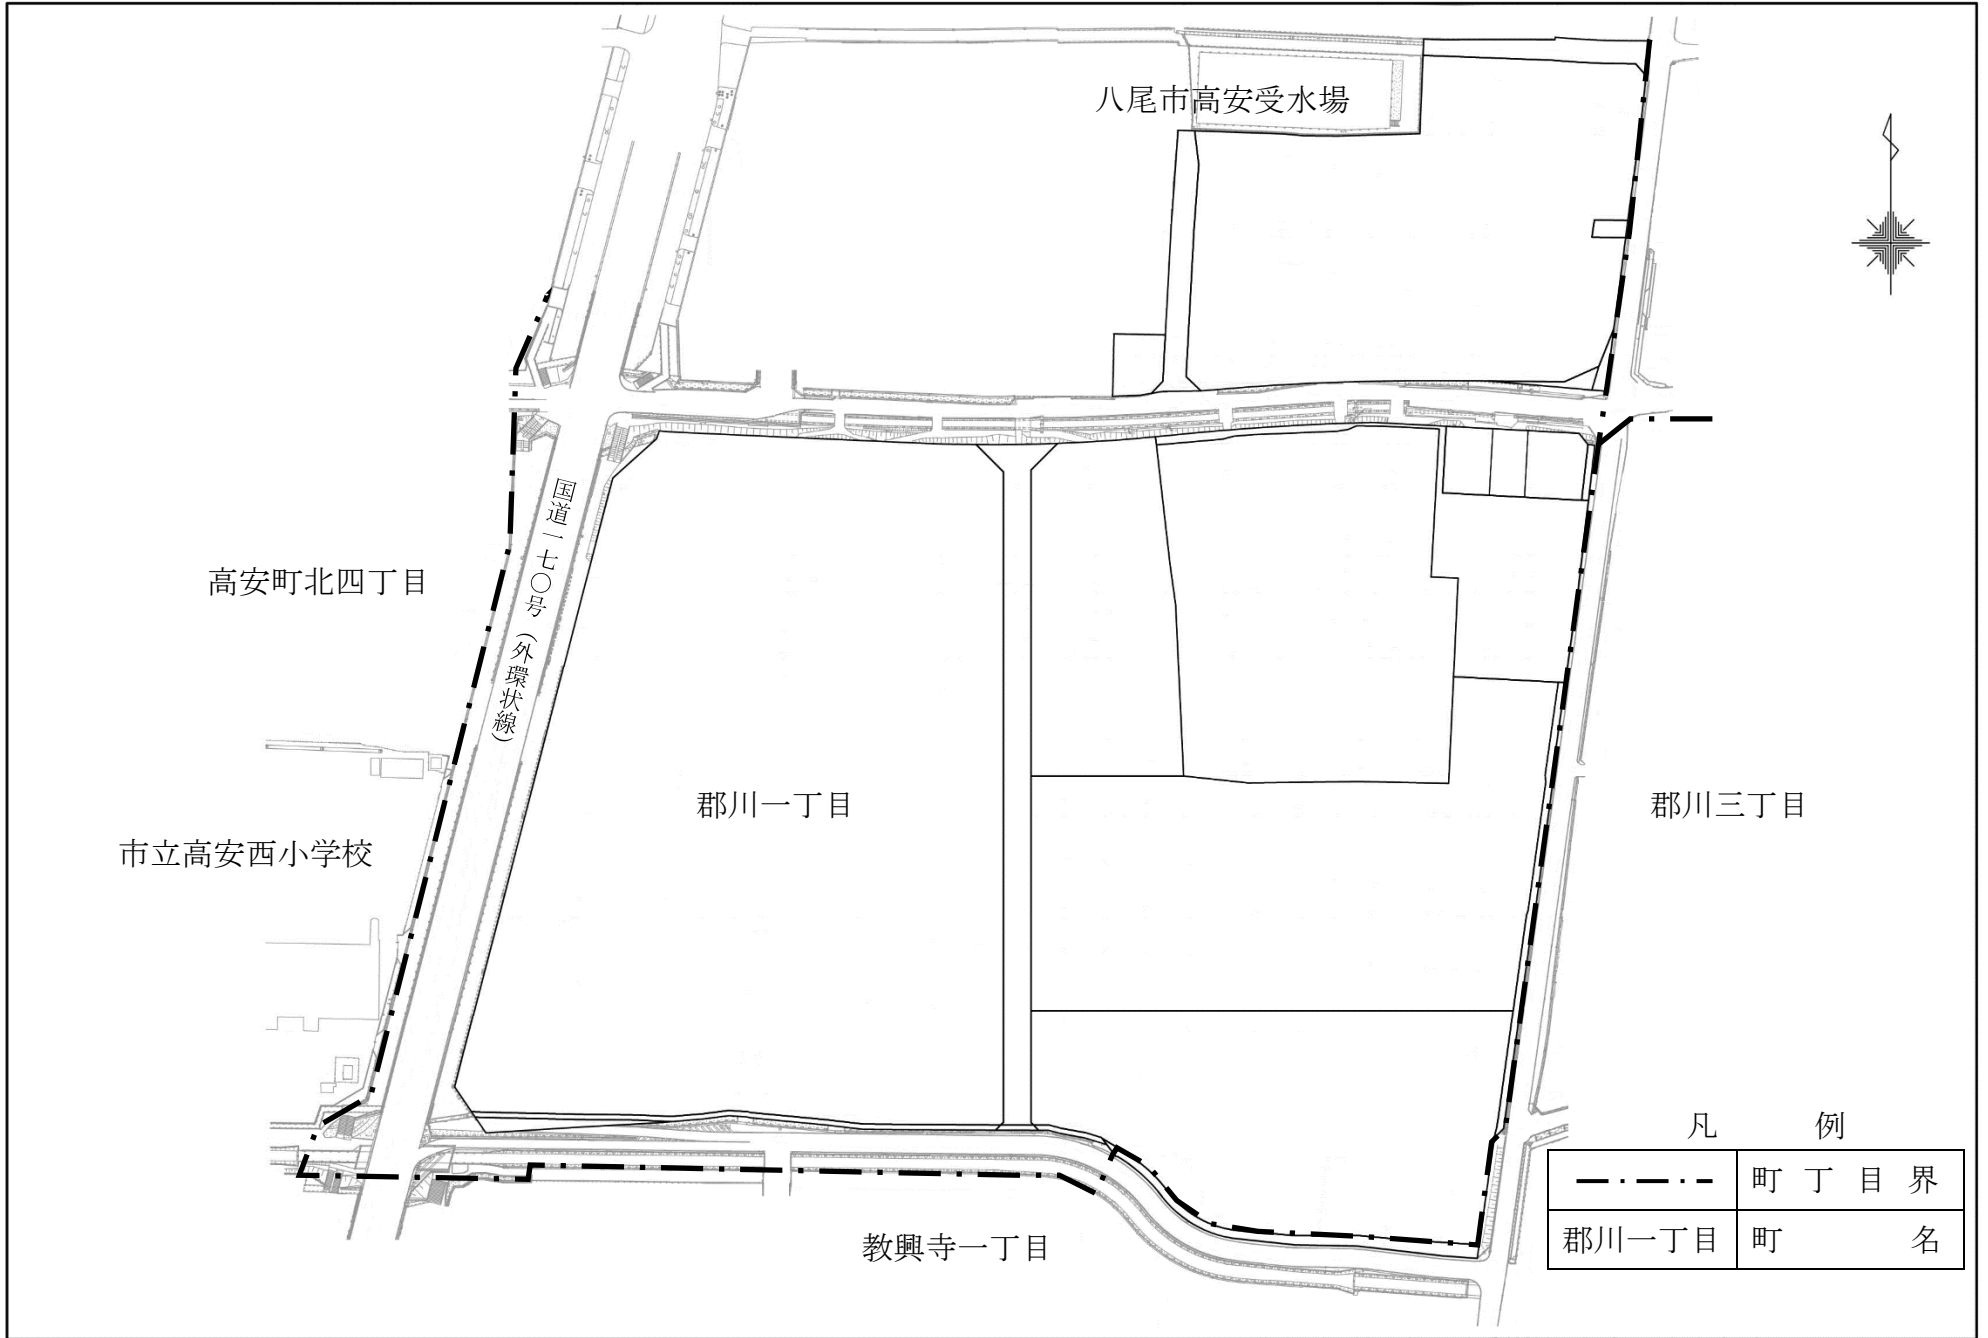 八尾市高安受水場
国道一七〇号（外環状線）
高安町北四丁目
郡川一丁目
郡川三丁目
市立高安西小学校
教興寺一丁目
凡　例
町丁目界
郡川一丁目　町名